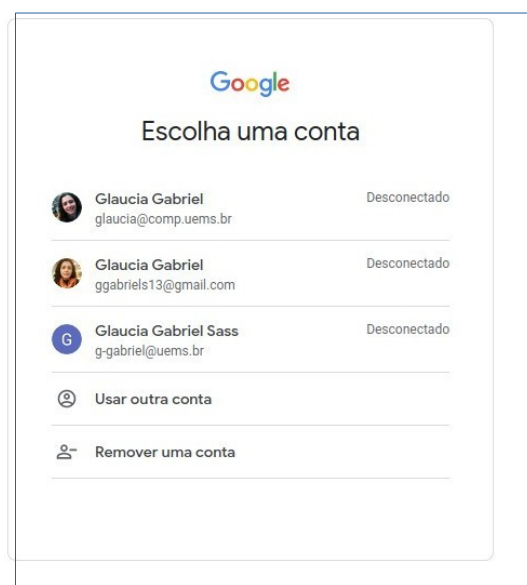 Google
Escolha uma conta
Glaucia Gabriel
Desconectado
glaucia@comp.uems.br
Glaucia Gabriel
Desconectado
ggabriels13@gmail.com
G
Glaucia Gabriel Sass
Desconectado
g-gabriel@uems.br
Usar outra conta
Remover uma conta